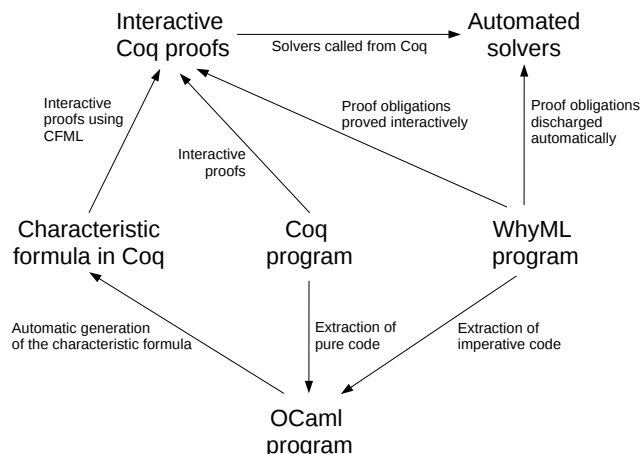 Interactive
Coq proofs
Automated
solvers
Solvers called from Coq
Interactive
proofs using
CFML
Proof obligations
proved interactively
Proof obligations
discharged
automatically
Interactive
proofs
Characteristic
formula in Coq
Coq
program
WhyML
program
Automatic generation
of the characteristic formula
Extraction of
pure code
Extraction of
imperative code
OCaml
program